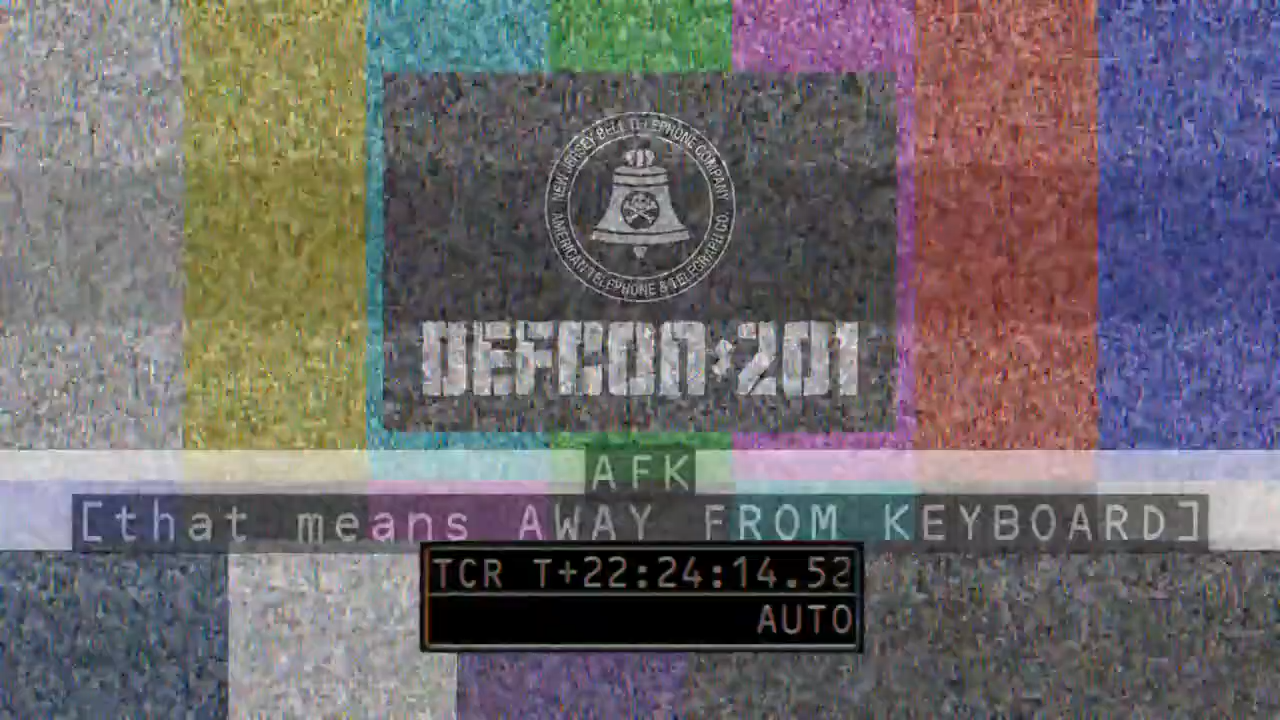 NEW JERSEY BELL TELEPHONE COMPANY
AMERICAN TELEPHONE & TELEGRAPH CO.
DEFCON:201
AFK
[that means AWAY FROM KEYBOARD]
TCR T+22:24:14.52
AUTO